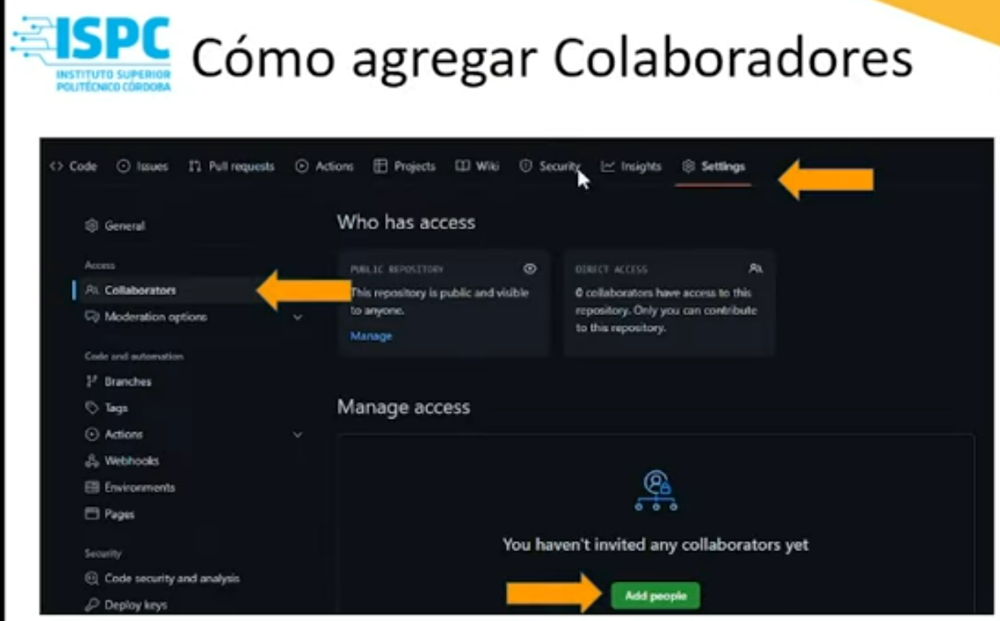 ISPC
INSTITUTO SUPERIOR
POLITÉCNICO CÓRDOBA
Cómo agregar Colaboradores
<> Code Issues Pull requests Actions Projects Wiki Security Insights Settings
General
Access
Collaborators
Moderation options
Code and automation
Branches
Tags
Actions
Webhooks
Environments
Pages
Security
Code security and analysis
Deploy keys
Who has access
PUBLIC REPOSITORY
This repository is public and visible
to anyone.
Manage
DIRECT ACCESS
0 collaborators have access to this
repository. Only you can contribute
to this repository.
Manage access
You haven't invited any collaborators yet
Add people